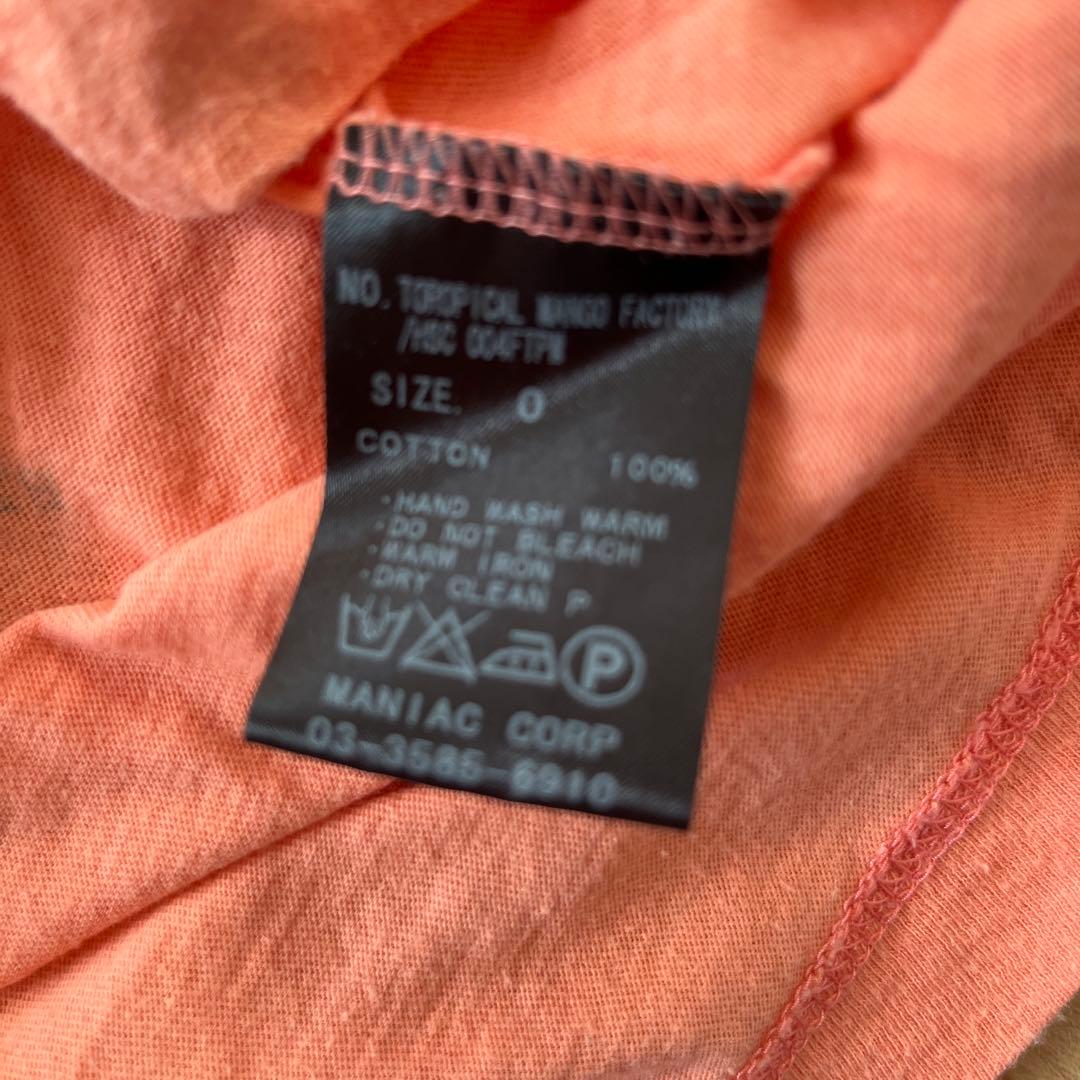 NO. TOROPICAL MANGO FACTORY
/HSC 004FTPM
SIZE. 0
COTTON 100%
・HAND WASH WARM
・DO NOT BLEACH
・WARM IRON
・DRY CLEAN P
P
MANIAC CORP
03-3585-6910